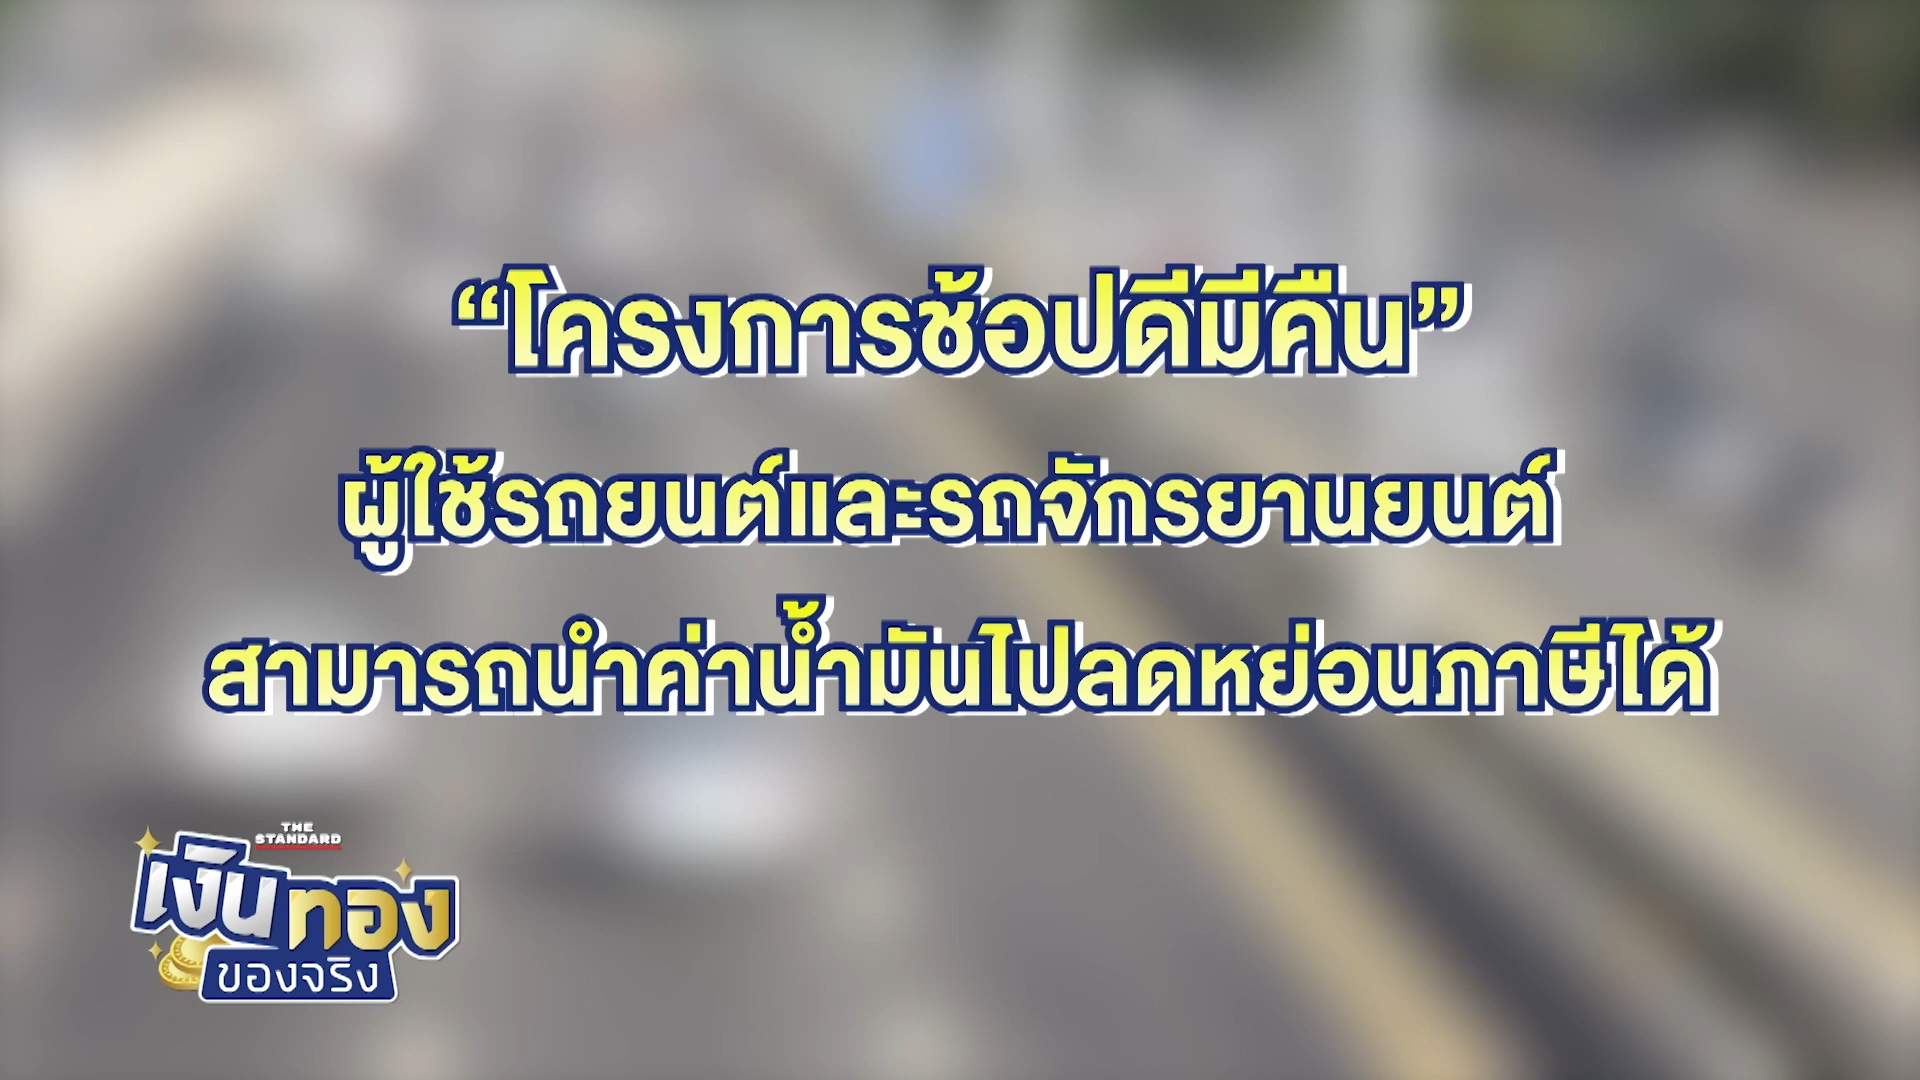 “โครงการช้อปดีมีคืน”
ผู้ใช้รถยนต์และรถจักรยานยนต์
สามารถนำค่าน้ำมันไปลดหย่อนภาษีได้
THE
STANDARD
เงินทอง
ของจริง